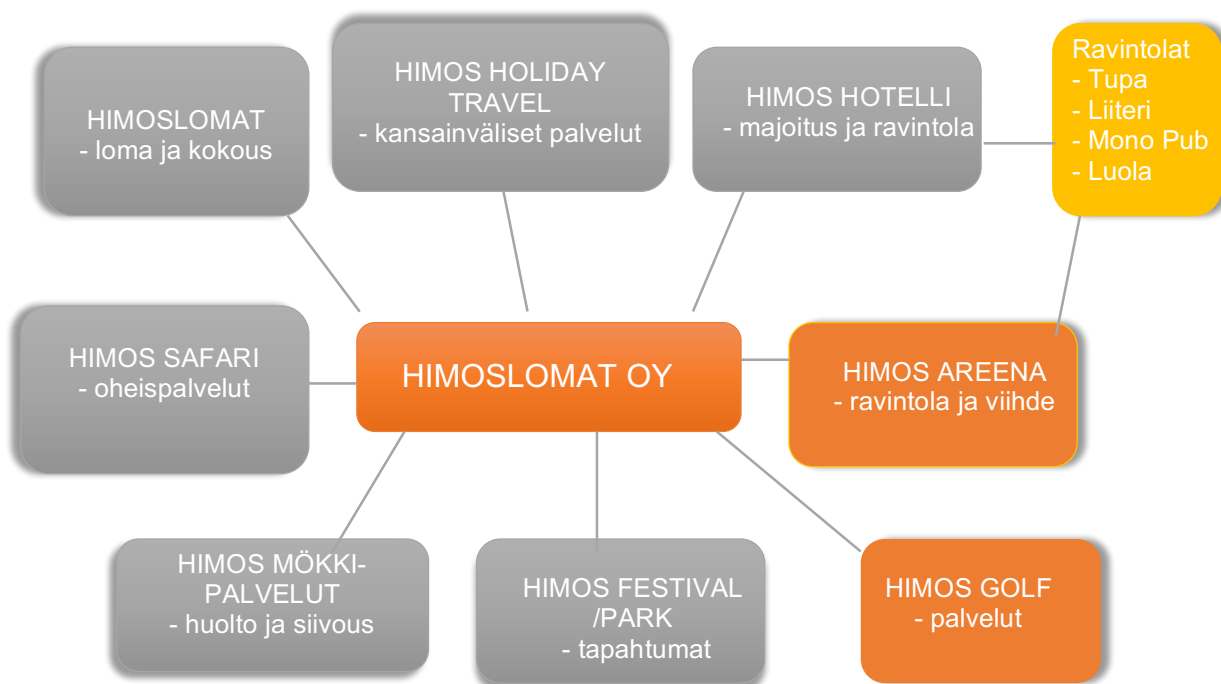 HIMOSLOMAT
- loma ja kokous
HIMOS HOLIDAY
TRAVEL
- kansainväliset palvelut
HIMOS HOTELLI
- majoitus ja ravintola
Ravintolat
- Tupa
- Liiteri
- Mono Pub
- Luola
HIMOS SAFARI
- oheispalvelut
HIMOSLOMAT OY
HIMOS AREENA
- ravintola ja viihde
HIMOS MÖKKI-
PALVELUT
- huolto ja siivous
HIMOS FESTIVAL
/PARK
- tapahtumat
HIMOS GOLF
- palvelut